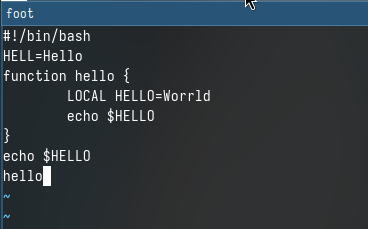 foot
#!/bin/bash
HELL=Hello
function hello {
        LOCAL HELLO=Worrld
        echo $HELLO
}
echo $HELLO
hello
~
~